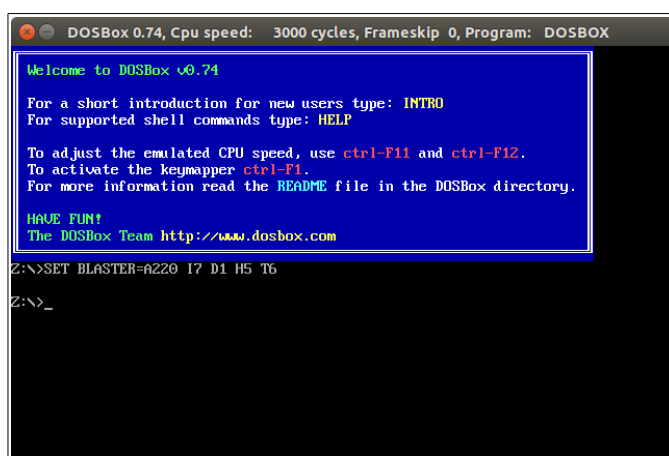 DOSBox 0.74, Cpu speed: 3000 cycles, Frameskip 0, Program: DOSBOX
Welcome to DOSBox v0.74
For a short introduction for new users type: INTRO
For supported shell commands type: HELP
To adjust the emulated CPU speed, use ctrl-F11 and ctrl-F12.
To activate the keymapper ctrl-F1.
For more information read the README file in the DOSBox directory.
HAVE FUN!
The DOSBox Team http://www.dosbox.com
Z:\>SET BLASTER=A220 I7 D1 H5 T6
Z:\>_